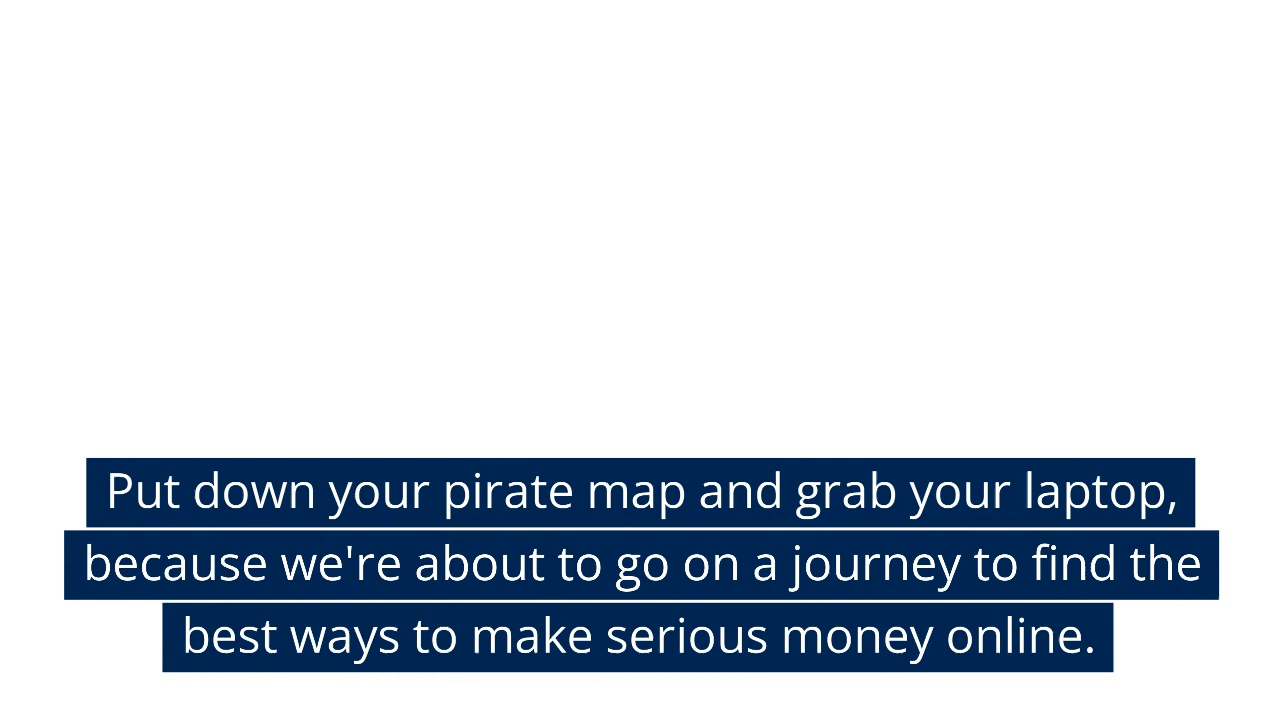 Put down your pirate map and grab your laptop,
because we're about to go on a journey to find the
best ways to make serious money online.